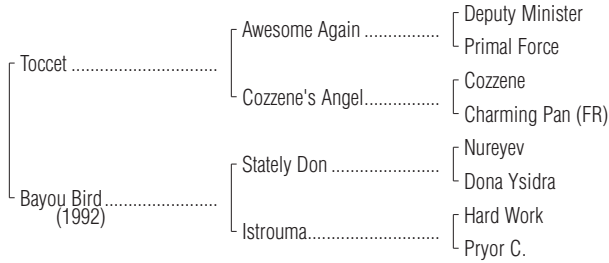 Deputy Minister
Awesome Again ..................
Primal Force
Toccet ...................................
Cozzene
Cozzene's Angel..................
Charming Pan (FR)
Nureyev
Stately Don ..........................
Dona Ysidra
Bayou Bird ...........................
(1992)
Hard Work
Istrouma...............................
Pryor C.